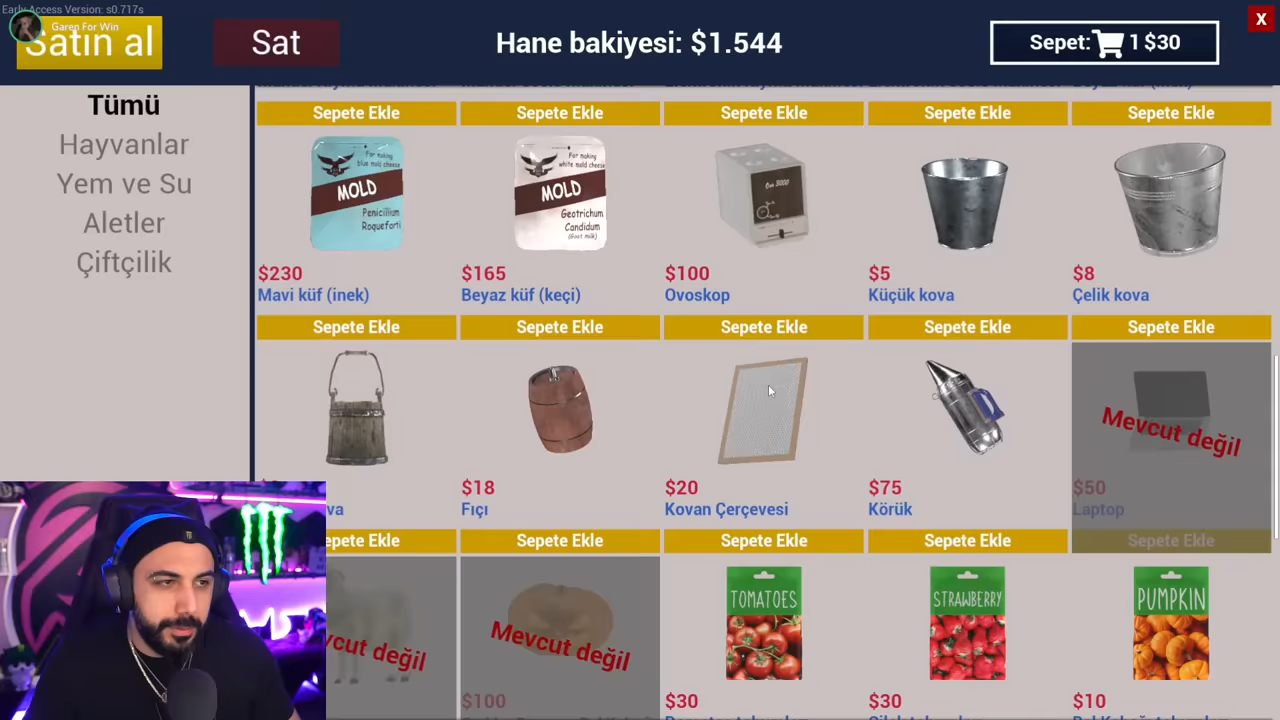 Early Access Version: s0.717s
Garen For Win
Satın al
Sat
Hane bakiyesi: $1.544
Sepet: 1 $30
X
Tümü
Hayvanlar
Yem ve Su
Aletler
Çiftçilik
Sepete Ekle Sepete Ekle Sepete Ekle Sepete Ekle Sepete Ekle
For making
blue mold cheese
MOLD
Penicillium
Roqueforti
For making
white mold cheese
MOLD
Geotrichum
Candidum
(Goat milk)
Ovo 3000
$230
Mavi küf (inek)
$165
Beyaz küf (keçi)
$100
Ovoskop
$5
Küçük kova
$8
Çelik kova
Sepete Ekle Sepete Ekle Sepete Ekle Sepete Ekle Sepete Ekle
Mevcut değil
va
$18
Fıçı
$20
Kovan Çerçevesi
$75
Körük
$50
Laptop
epete Ekle Sepete Ekle Sepete Ekle Sepete Ekle Sepete Ekle
vcut değil
Mevcut değil
TOMATOES
STRAWBERRY
PUMPKIN
$100
$30
$30
$10